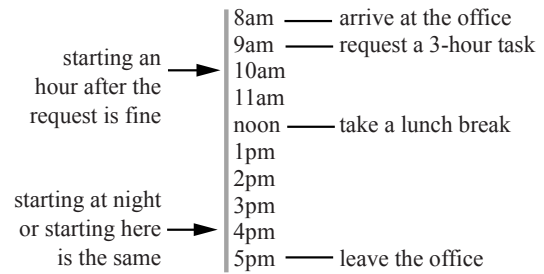 8am
arrive at the office
9am
request a 3-hour task
starting an
hour after the
request is fine
10am
11am
noon
take a lunch break
1pm
2pm
3pm
starting at night
or starting here
is the same
4pm
5pm
leave the office